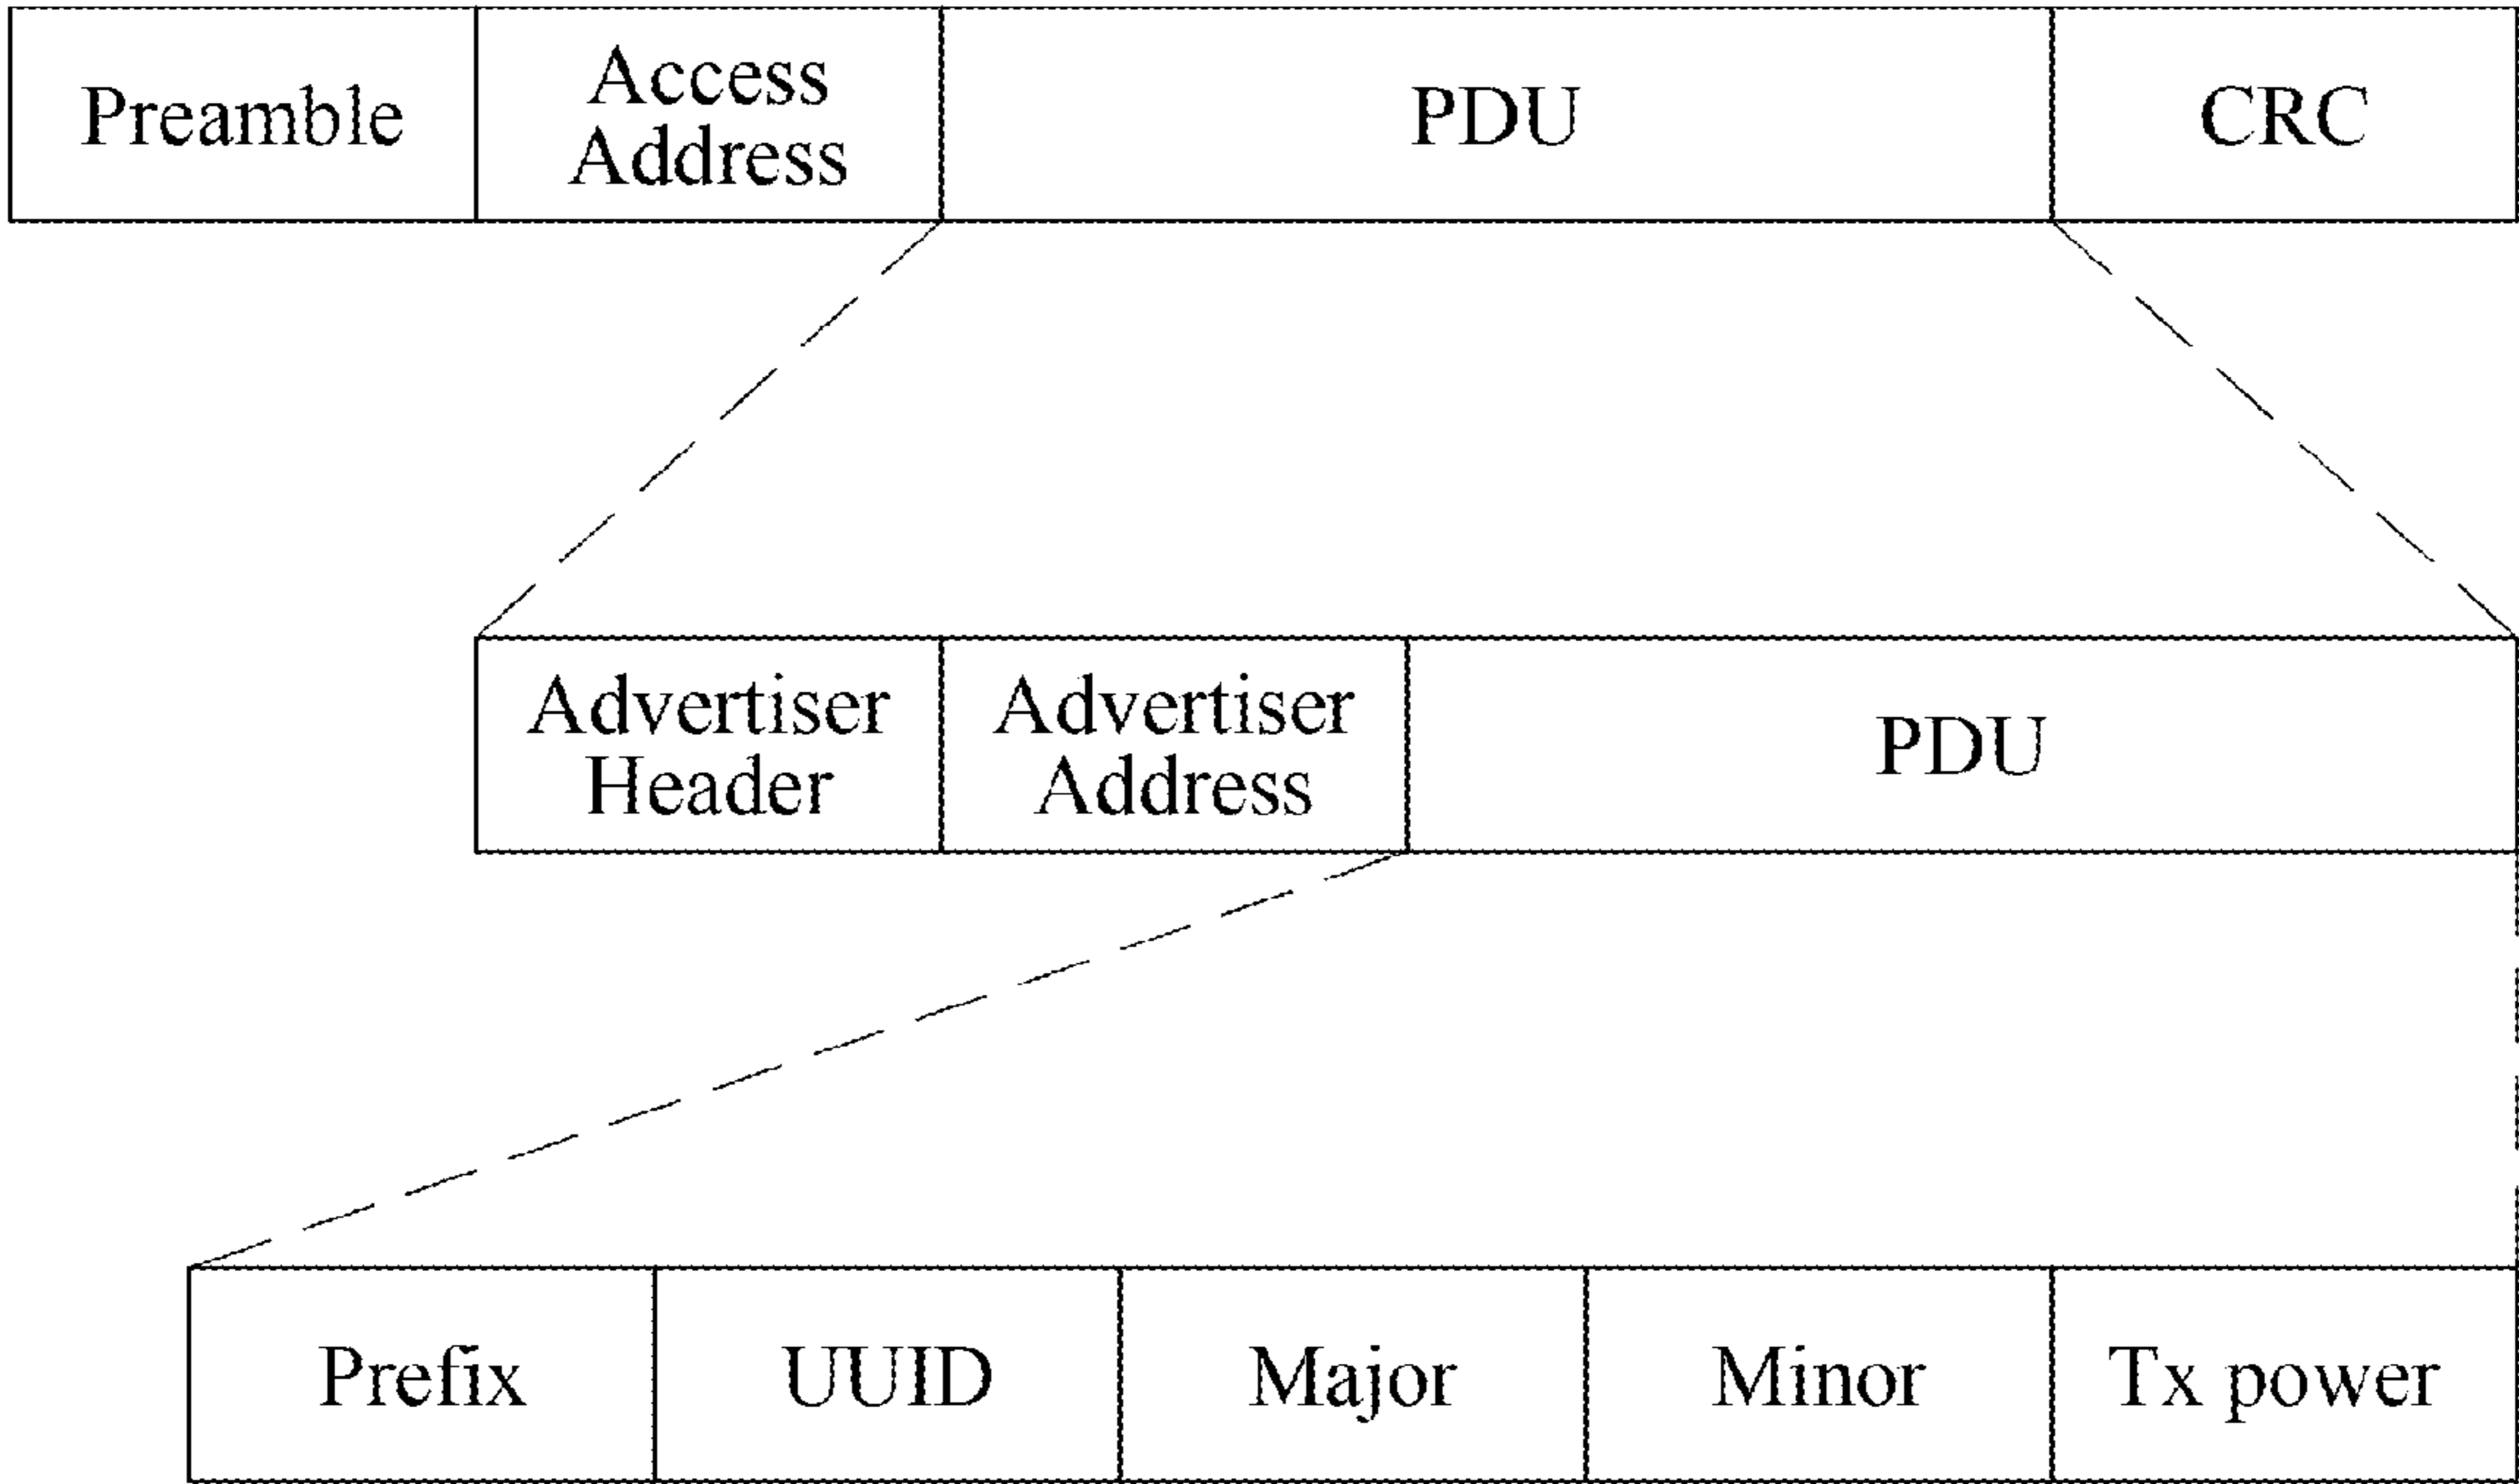 Preamble
Access
Address
PDU
CRC
Advertiser
Header
Advertiser
Address
PDU
Prefix
UUID
Major
Minor
Tx power